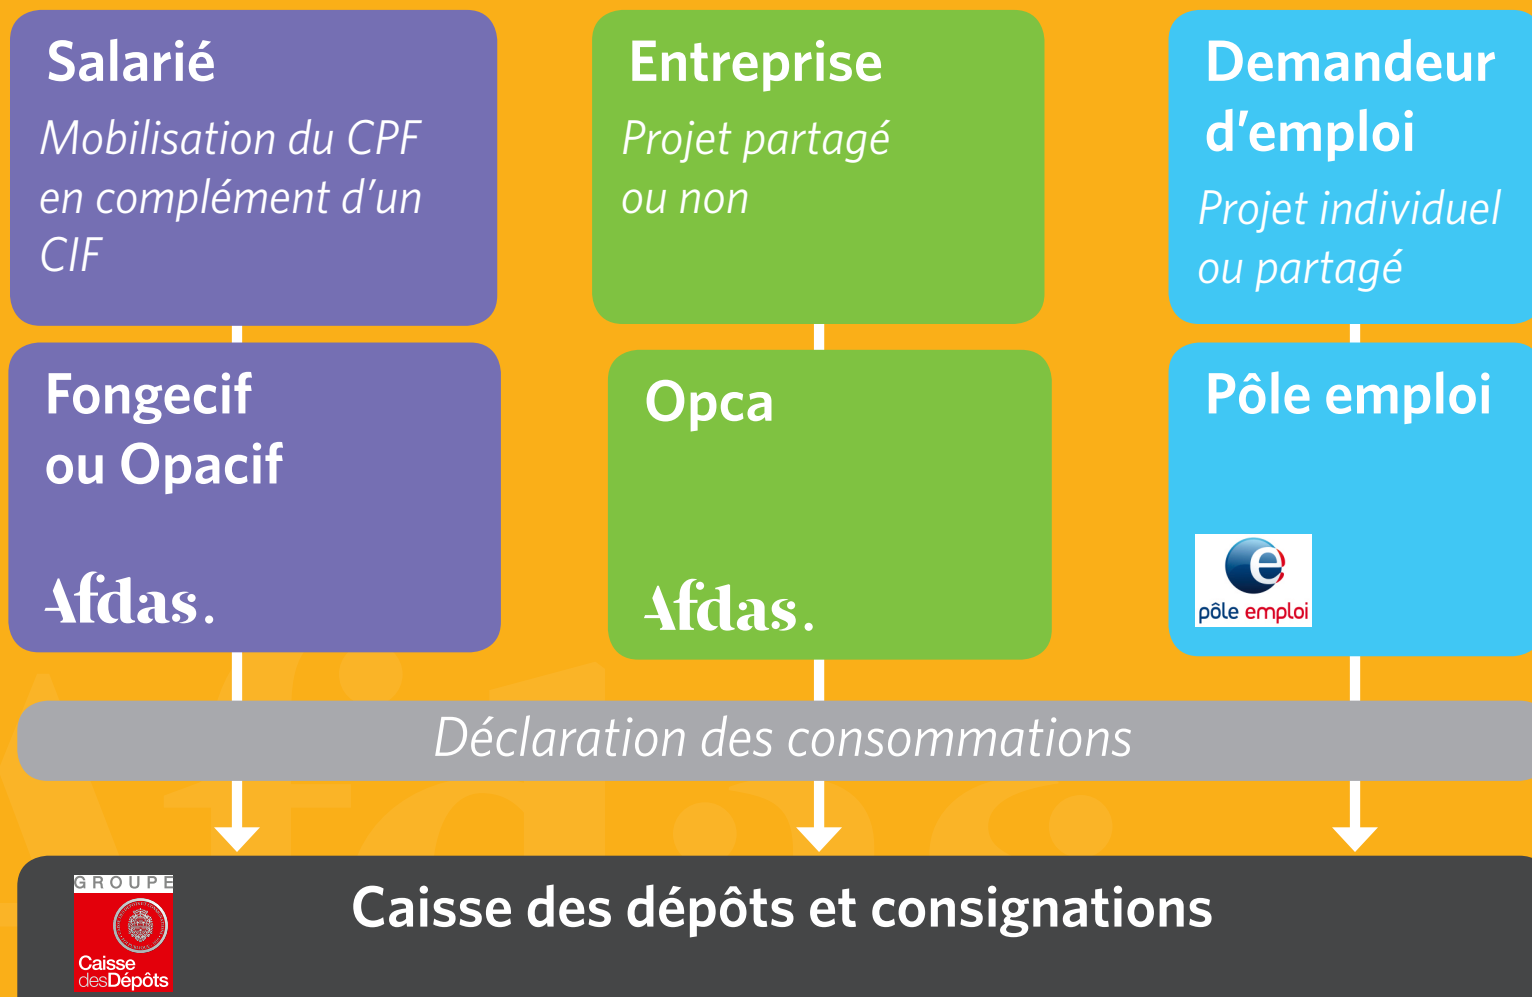 Salarié
Mobilisation du CPF
en complément d’un
CIF
Entreprise
Projet partagé
ou non
Demandeur
d’emploi
Projet individuel
ou partagé
Fongecif
ou Opacif
Afdas.
Opca
Afdas.
Pôle emploi
pôle emploi
Déclaration des consommations
Afdas
GROUPE
Caisse
desDépôts
Caisse des dépôts et consignations